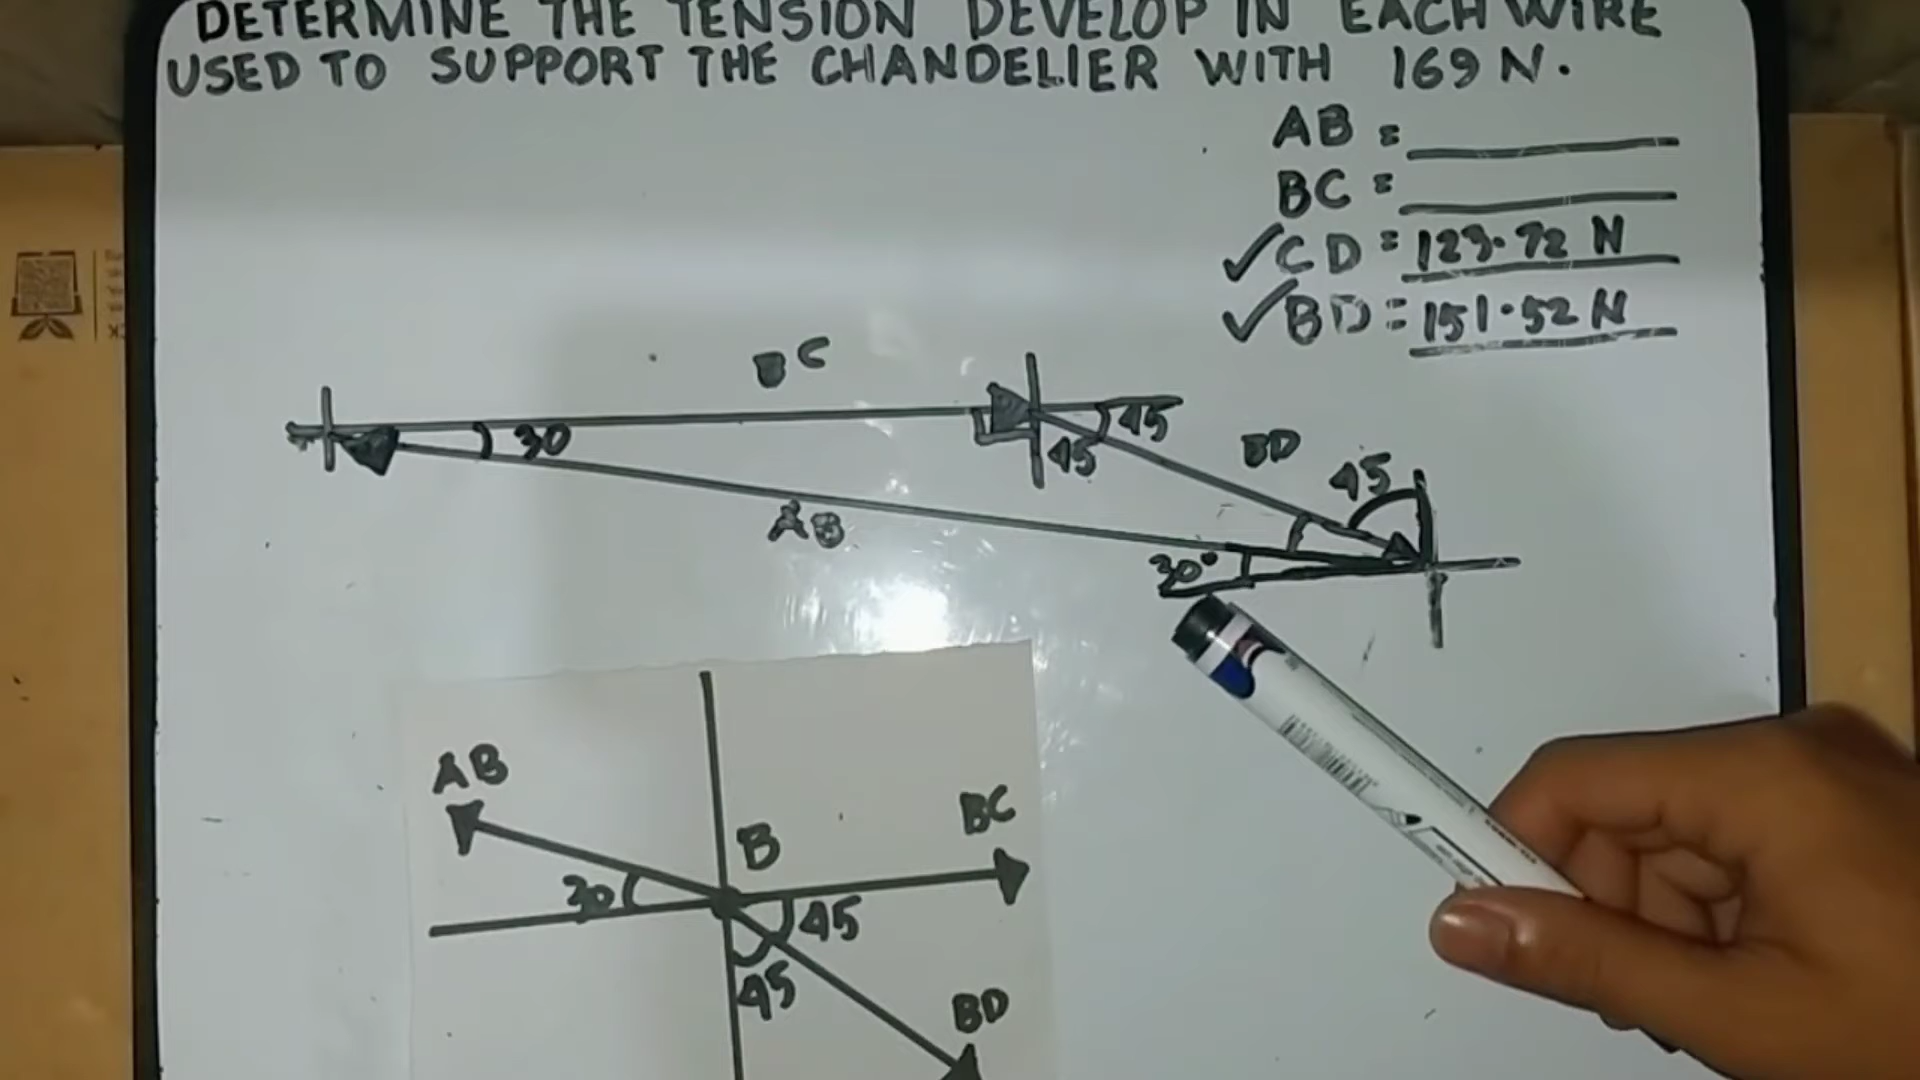 DETERMINE THE TENSION DEVELOP IN EACH WIRE
USED TO SUPPORT THE CHANDELIER WITH 169 N.
AB =
BC =
✓CD = 123.72 N
✓BD = 151.52 N
BC
30
45
45
BD
45
AB
30°
AB
B
BC
30
45
45
BD